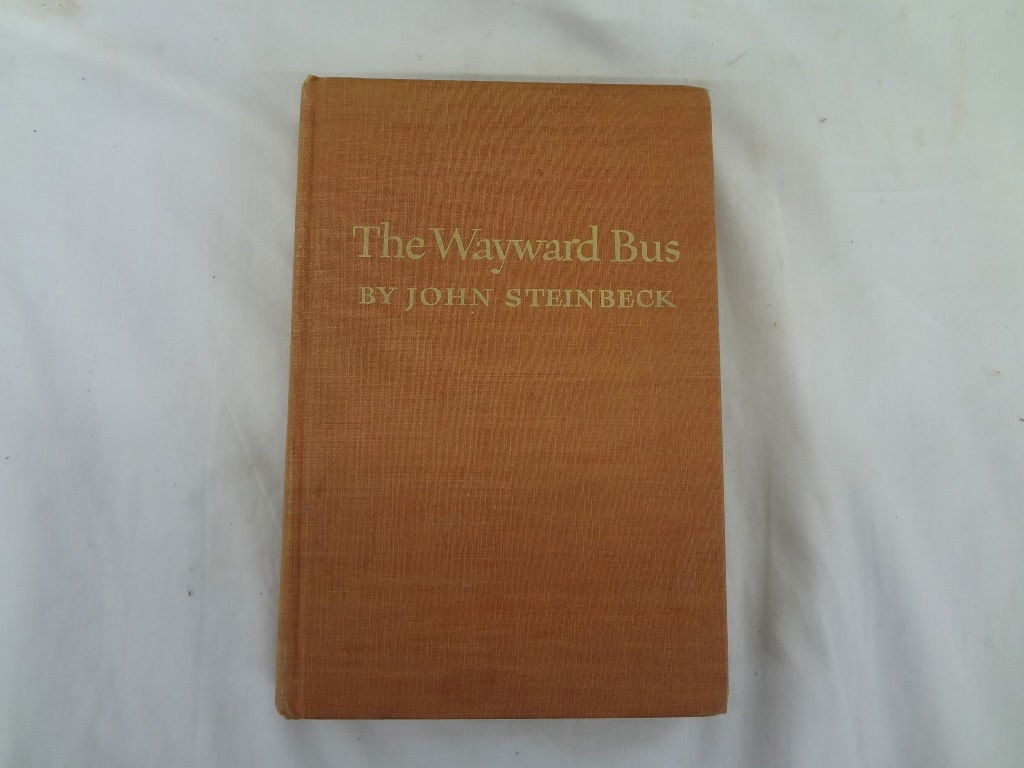 The Wayward Bus
BY JOHN STEINBECK